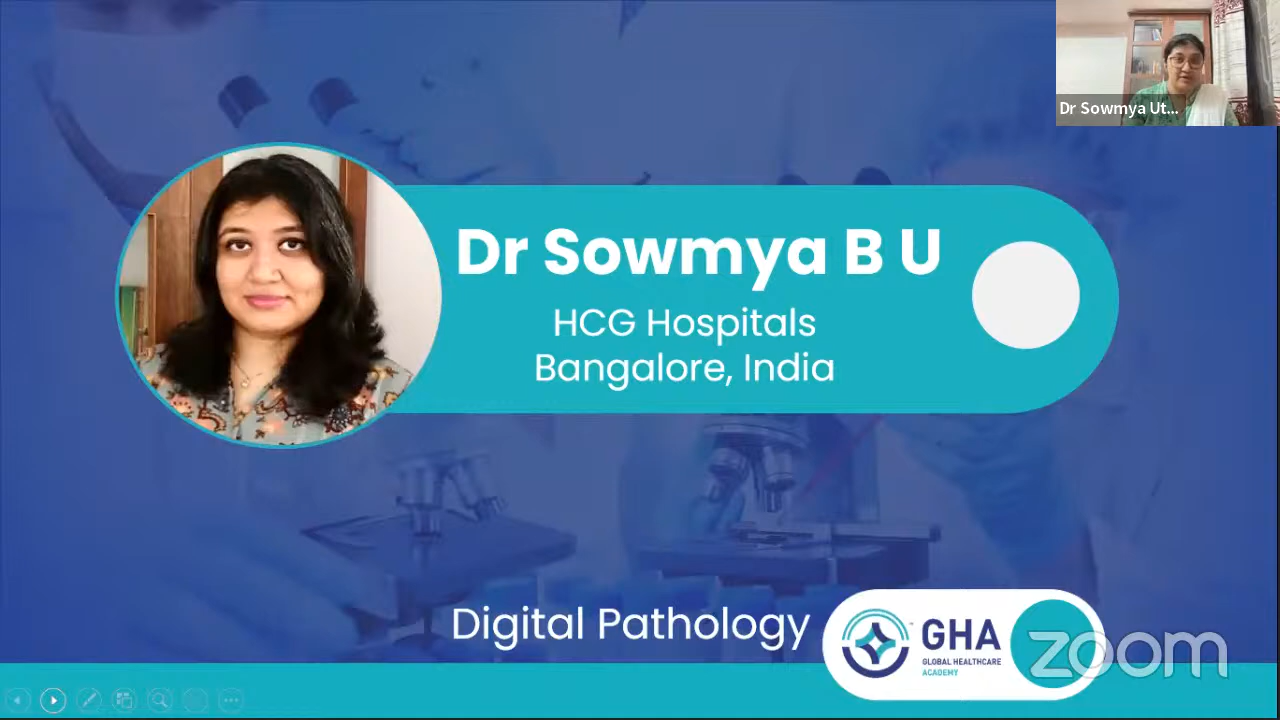 Dr Sowmya Ut...
Dr Sowmya B U
HCG Hospitals
Bangalore, India
Digital Pathology
GHA
GLOBAL HEALTHCARE
ACADEMY
zoom